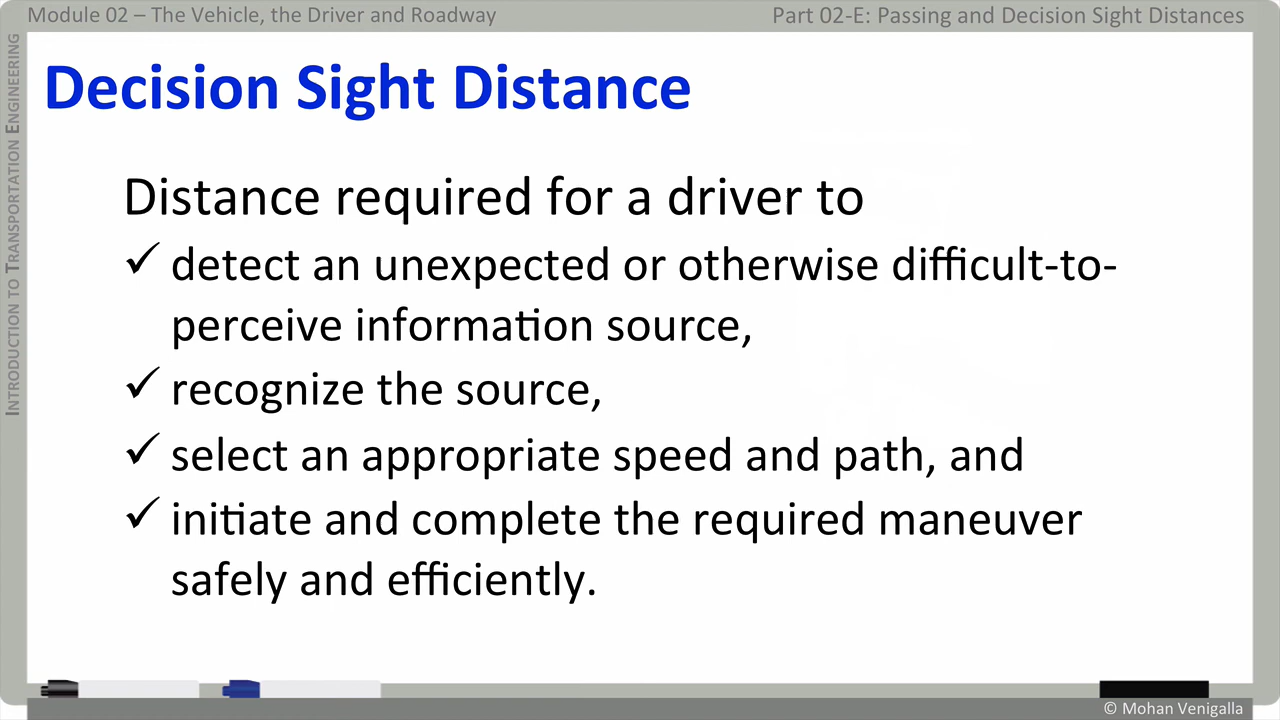 Module 02 – The Vehicle, the Driver and Roadway
Part 02-E: Passing and Decision Sight Distances
INTRODUCTION TO TRANSPORTATION ENGINEERING
Decision Sight Distance
Distance required for a driver to
✓ detect an unexpected or otherwise difficult-to-
perceive information source,
✓ recognize the source,
✓ select an appropriate speed and path, and
✓ initiate and complete the required maneuver
safely and efficiently.
© Mohan Venigalla